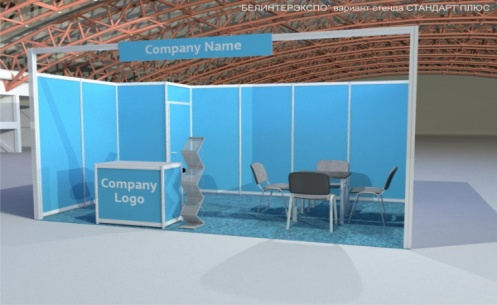 "БЕЛИНТЕРЭКСПО" вариант стенда СТАНДАРТ ПЛЮС
Company Name
Company
Logo